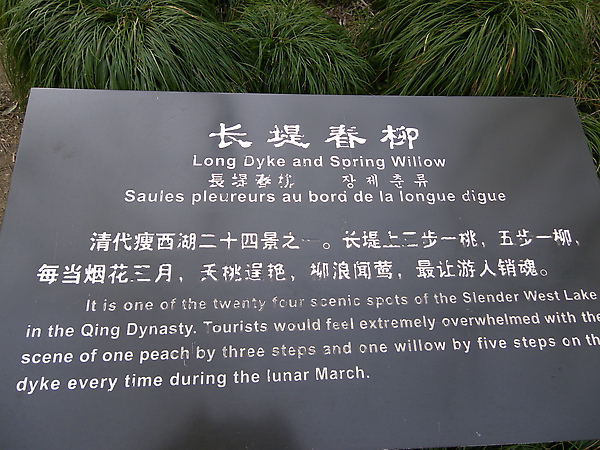 长堤春柳
Long Dyke and Spring Willow
長堤春桃 장제춘류
Saules pleureurs au bord de la longue digue
清代瘦西湖二十四景之一。长堤上三步一桃，五步一柳，
每当烟花三月，夭桃逞艳，柳浪闻莺，最让游人销魂。
It is one of the twenty four scenic spots of the Slender West Lake
in the Qing Dynasty. Tourists would feel extremely overwhelmed with the
scene of one peach by three steps and one willow by five steps on the
dyke every time during the lunar March.